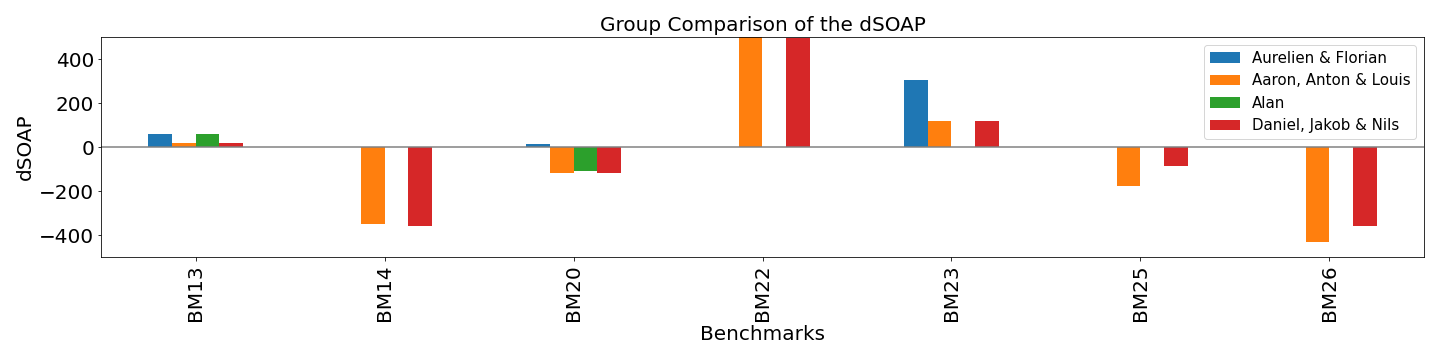 Group Comparison of the dSOAP
dSOAP
400
200
0
−200
−400
Aurelien & Florian
Aaron, Anton & Louis
Alan
Daniel, Jakob & Nils
BM13
BM14
BM20
BM22
BM23
BM25
BM26
Benchmarks